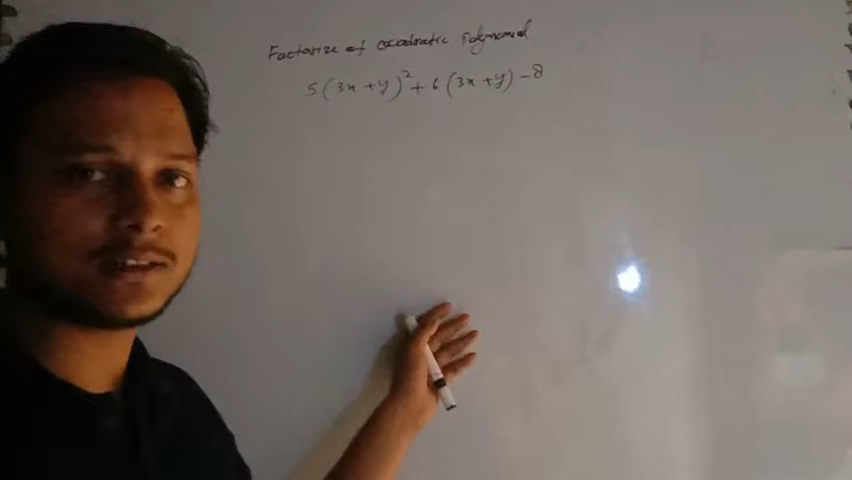 Factorize of Quadratic Polynomial
5(3x+y)²+6(3x+y)-8